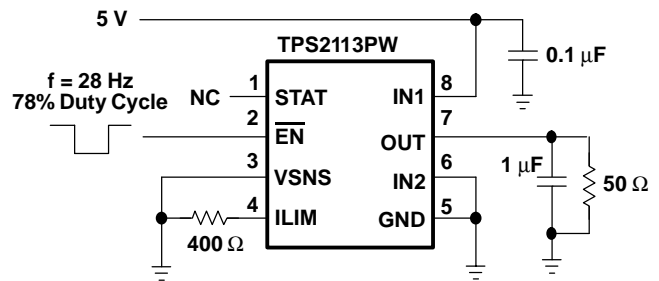 5 V
TPS2113PW
0.1 μF
f = 28 Hz
78% Duty Cycle
NC
1
STAT
IN1
8
2
EN
OUT
7
3
VSNS
IN2
6
1 μF
50 Ω
4
ILIM
GND
5
400 Ω